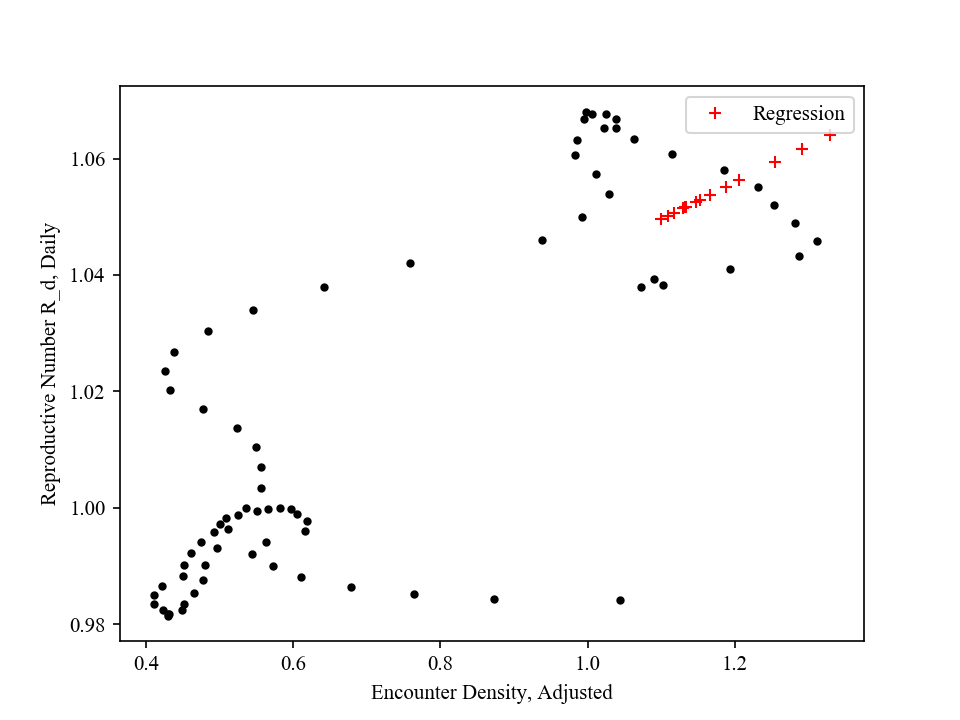 Regression
1.06
1.04
1.02
1.00
0.98
Reproductive Number R_d, Daily
0.4 0.6 0.8 1.0 1.2
Encounter Density, Adjusted